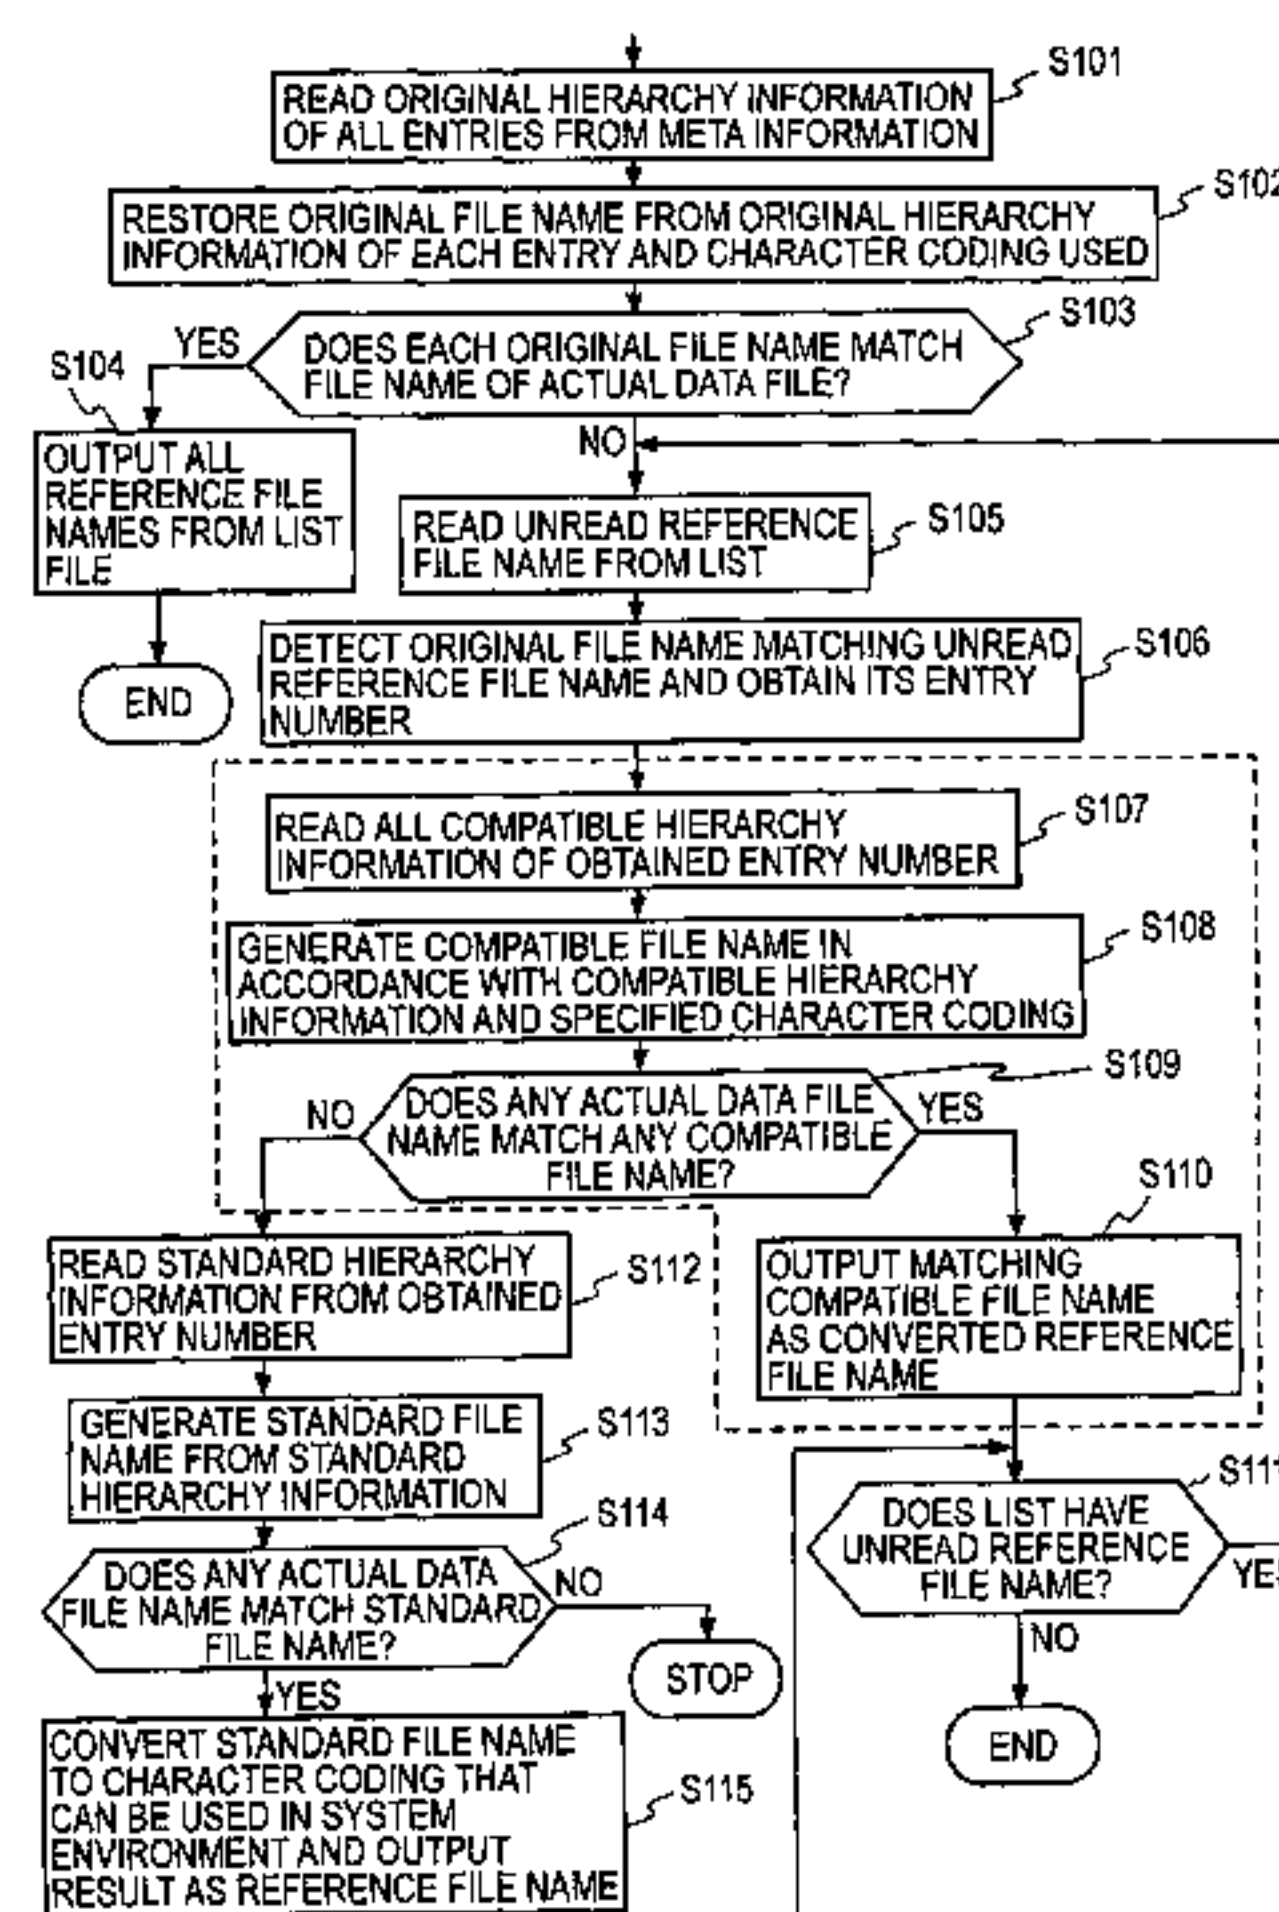 S101
READ ORIGINAL HIERARCHY INFORMATION
OF ALL ENTRIES FROM META INFORMATION
S102
RESTORE ORIGINAL FILE NAME FROM ORIGINAL HIERARCHY
INFORMATION OF EACH ENTRY AND CHARACTER CODING USED
S103
DOES EACH ORIGINAL FILE NAME MATCH
FILE NAME OF ACTUAL DATA FILE?
YES
S104
OUTPUT ALL
REFERENCE FILE
NAMES FROM LIST
FILE
END
NO
S105
READ UNREAD REFERENCE
FILE NAME FROM LIST
S106
DETECT ORIGINAL FILE NAME MATCHING UNREAD
REFERENCE FILE NAME AND OBTAIN ITS ENTRY
NUMBER
S107
READ ALL COMPATIBLE HIERARCHY
INFORMATION OF OBTAINED ENTRY NUMBER
S108
GENERATE COMPATIBLE FILE NAME IN
ACCORDANCE WITH COMPATIBLE HIERARCHY
INFORMATION AND SPECIFIED CHARACTER CODING
S109
DOES ANY ACTUAL DATA FILE
NAME MATCH ANY COMPATIBLE
FILE NAME?
NO
YES
S110
OUTPUT MATCHING
COMPATIBLE FILE NAME
AS CONVERTED REFERENCE
FILE NAME
S112
READ STANDARD HIERARCHY
INFORMATION FROM OBTAINED
ENTRY NUMBER
S113
GENERATE STANDARD FILE
NAME FROM STANDARD
HIERARCHY INFORMATION
S111
DOES LIST HAVE
UNREAD REFERENCE
FILE NAME?
YES
NO
END
S114
DOES ANY ACTUAL DATA
FILE NAME MATCH STANDARD
FILE NAME?
NO
STOP
YES
S115
CONVERT STANDARD FILE NAME
TO CHARACTER CODING THAT
CAN BE USED IN SYSTEM
ENVIRONMENT AND OUTPUT
RESULT AS REFERENCE FILE NAME